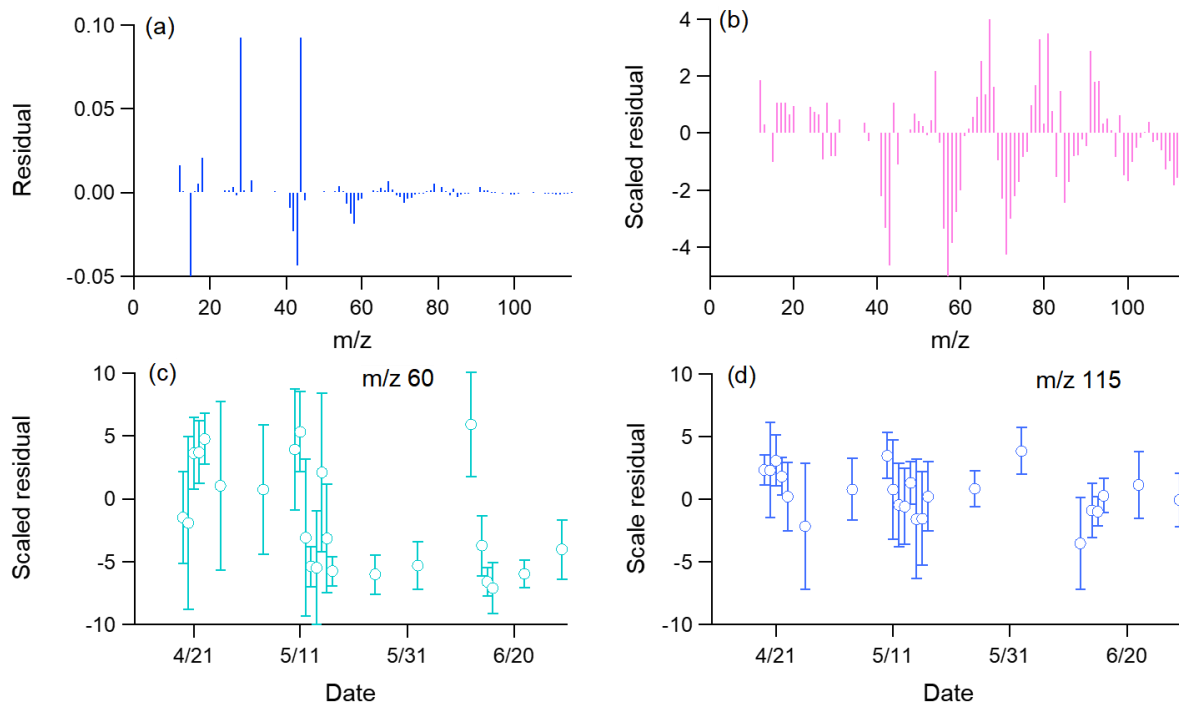 (a)
0.10
0.05
0.00
-0.05
Residual
0 20 40 60 80 100
m/z
(b)
4
2
0
-2
-4
Scaled residual
0 20 40 60 80 100
m/z
(c)
m/z 60
10
5
0
-5
-10
Scaled residual
4/21 5/11 5/31 6/20
Date
(d)
m/z 115
10
5
0
-5
-10
Scale residual
4/21 5/11 5/31 6/20
Date